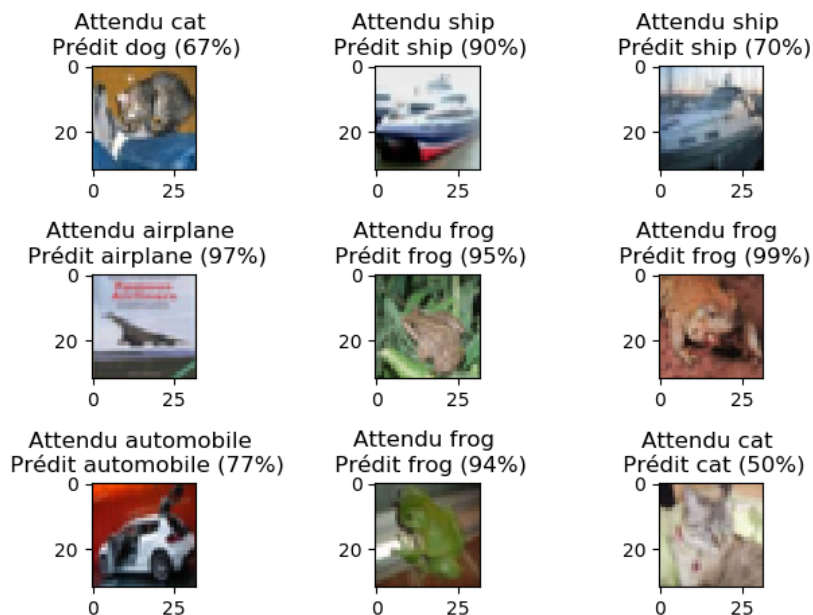 Attendu cat
Prédit dog (67%)
Attendu ship
Prédit ship (90%)
Attendu ship
Prédit ship (70%)
0
20
0 25
0
20
0 25
0
20
0 25
Attendu airplane
Prédit airplane (97%)
Attendu frog
Prédit frog (95%)
Attendu frog
Prédit frog (99%)
0
20
0 25
0
20
0 25
0
20
0 25
Attendu automobile
Prédit automobile (77%)
Attendu frog
Prédit frog (94%)
Attendu cat
Prédit cat (50%)
0
20
0 25
0
20
0 25
0
20
0 25